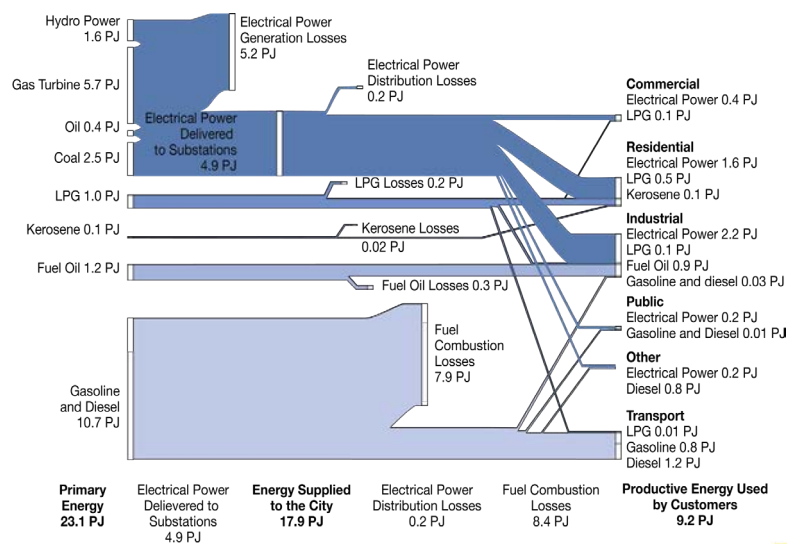 Hydro Power
1.6 PJ
Gas Turbine 5.7 PJ
Oil 0.4 PJ
Coal 2.5 PJ
LPG 1.0 PJ
Kerosene 0.1 PJ
Fuel Oil 1.2 PJ
Gasoline
and Diesel
10.7 PJ
Electrical Power
Generation Losses
5.2 PJ
Electrical Power
Delivered
to Substations
4.9 PJ
Electrical Power
Distribution Losses
0.2 PJ
LPG Losses 0.2 PJ
Kerosene Losses
0.02 PJ
Fuel Oil Losses 0.3 PJ
Fuel
Combustion
Losses
7.9 PJ
Commercial
Electrical Power 0.4 PJ
LPG 0.1 PJ
Residential
Electrical Power 1.6 PJ
LPG 0.5 PJ
Kerosene 0.1 PJ
Industrial
Electrical Power 2.2 PJ
LPG 0.1 PJ
Fuel Oil 0.9 PJ
Gasoline and diesel 0.03 PJ
Public
Electrical Power 0.2 PJ
Gasoline and Diesel 0.01 PJ
Other
Electrical Power 0.2 PJ
Diesel 0.8 PJ
Transport
LPG 0.01 PJ
Gasoline 0.8 PJ
Diesel 1.2 PJ
Primary
Energy
23.1 PJ
Electrical Power
Delievered to
Substations
4.9 PJ
Energy Supplied
to the City
17.9 PJ
Electrical Power
Distribution Losses
0.2 PJ
Fuel Combustion
Losses
8.4 PJ
Productive Energy Used
by Customers
9.2 PJ